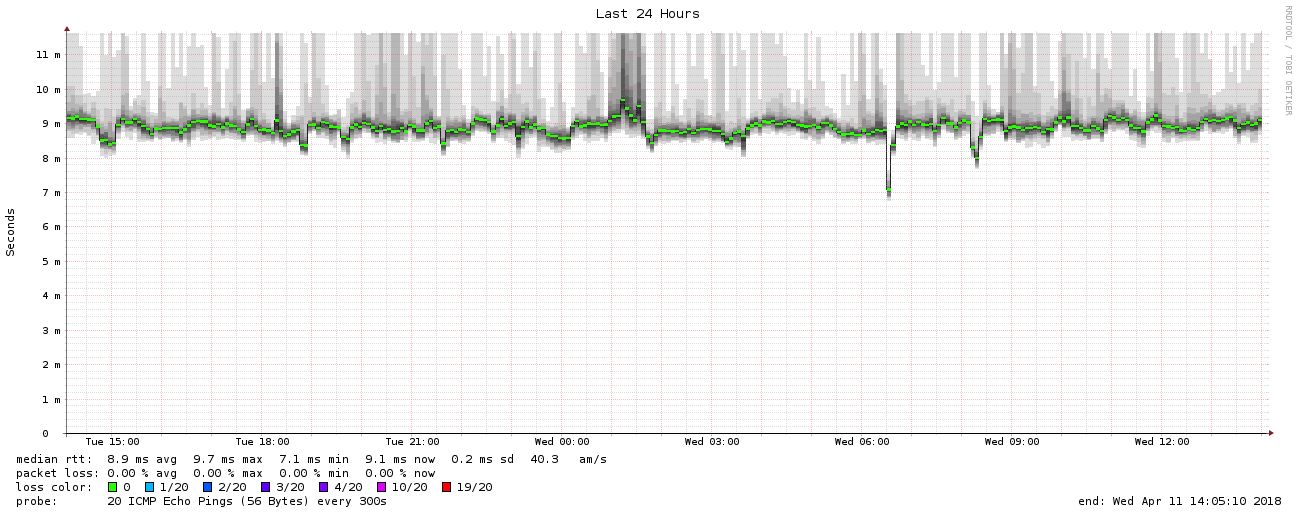 Last 24 Hours
RRDTOOL / TOBI OETIKER
11 m
10 m
9 m
8 m
7 m
6 m
5 m
4 m
3 m
2 m
1 m
0
Seconds
Tue 15:00 Tue 18:00 Tue 21:00 Wed 00:00 Wed 03:00 Wed 06:00 Wed 09:00 Wed 12:00
median rtt: 8.9 ms avg 9.7 ms max 7.1 ms min 9.1 ms now 0.2 ms sd 40.3 am/s
packet loss: 0.00 % avg 0.00 % max 0.00 % min 0.00 % now
loss color: 0 1/20 2/20 3/20 4/20 10/20 19/20
probe: 20 ICMP Echo Pings (56 Bytes) every 300s end: Wed Apr 11 14:05:10 2018